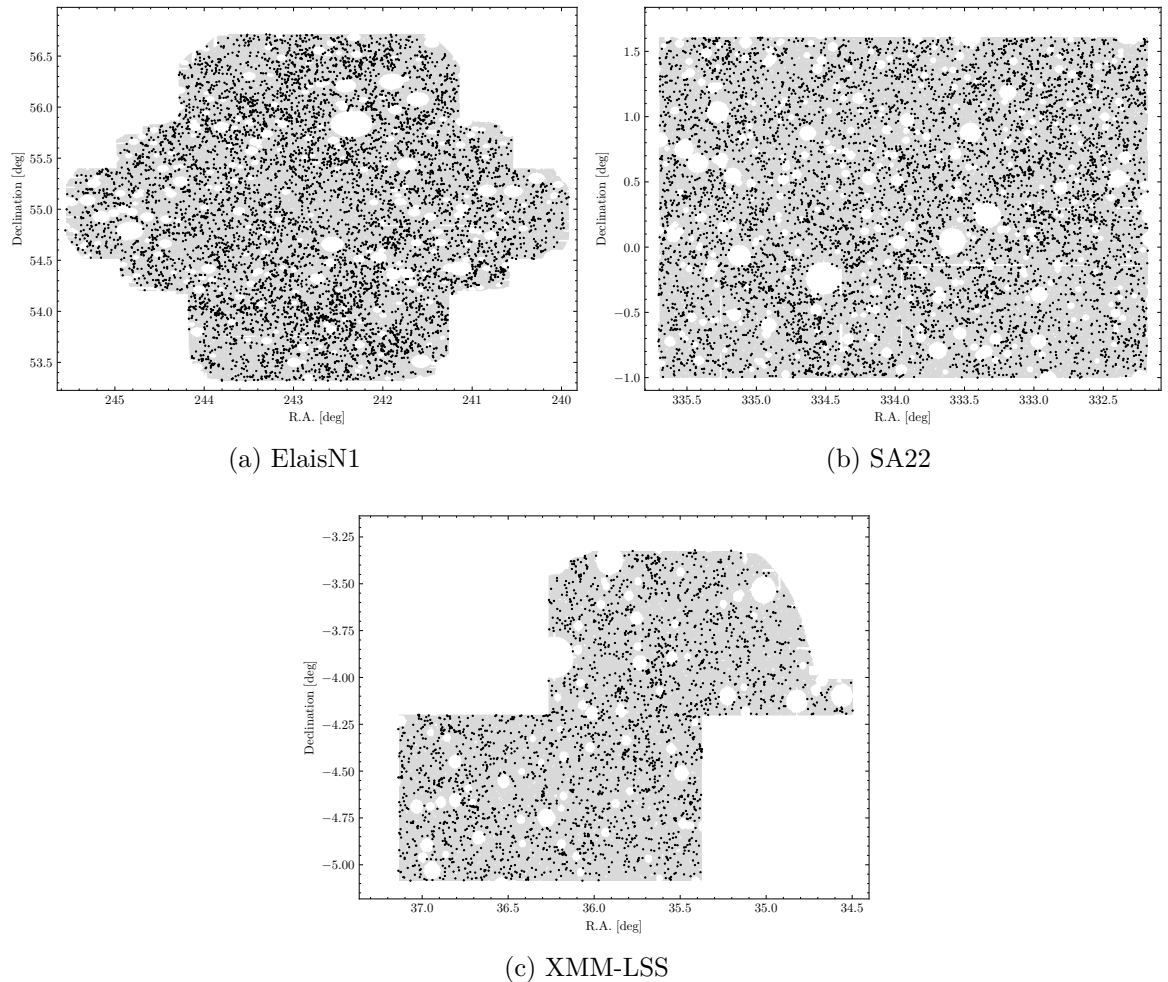 56.5
56.0
55.5
55.0
54.5
54.0
53.5
Declination [deg]
245 244 243 242 241 240
R.A. [deg]
(a) ElaisN1
1.5
1.0
0.5
0.0
−0.5
−1.0
Declination [deg]
335.5 335.0 334.5 334.0 333.5 333.0 332.5
R.A. [deg]
(b) SA22
−3.25
−3.50
−3.75
−4.00
−4.25
−4.50
−4.75
−5.00
Declination [deg]
37.0 36.5 36.0 35.5 35.0 34.5
R.A. [deg]
(c) XMM-LSS